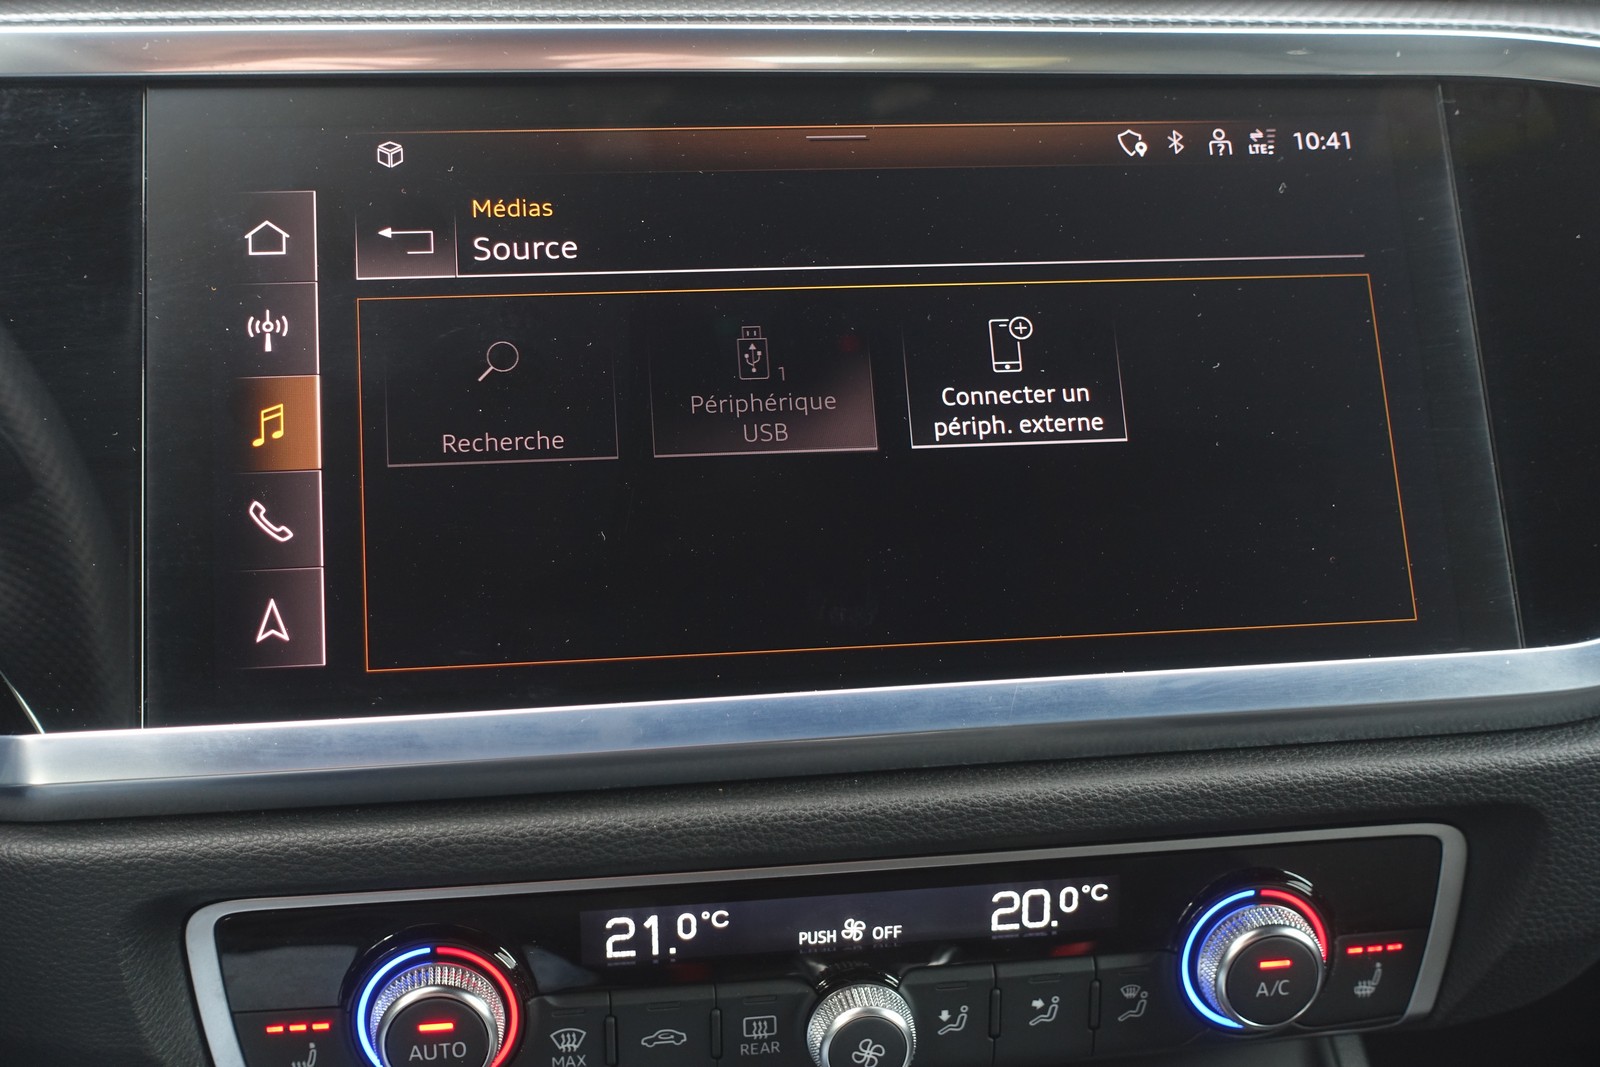 LTE 10:41
Médias
Source
Recherche
1
Périphérique
USB
Connecter un
périph. externe
21.0°C
PUSH OFF
20.0°C
AUTO
MAX
REAR
A/C